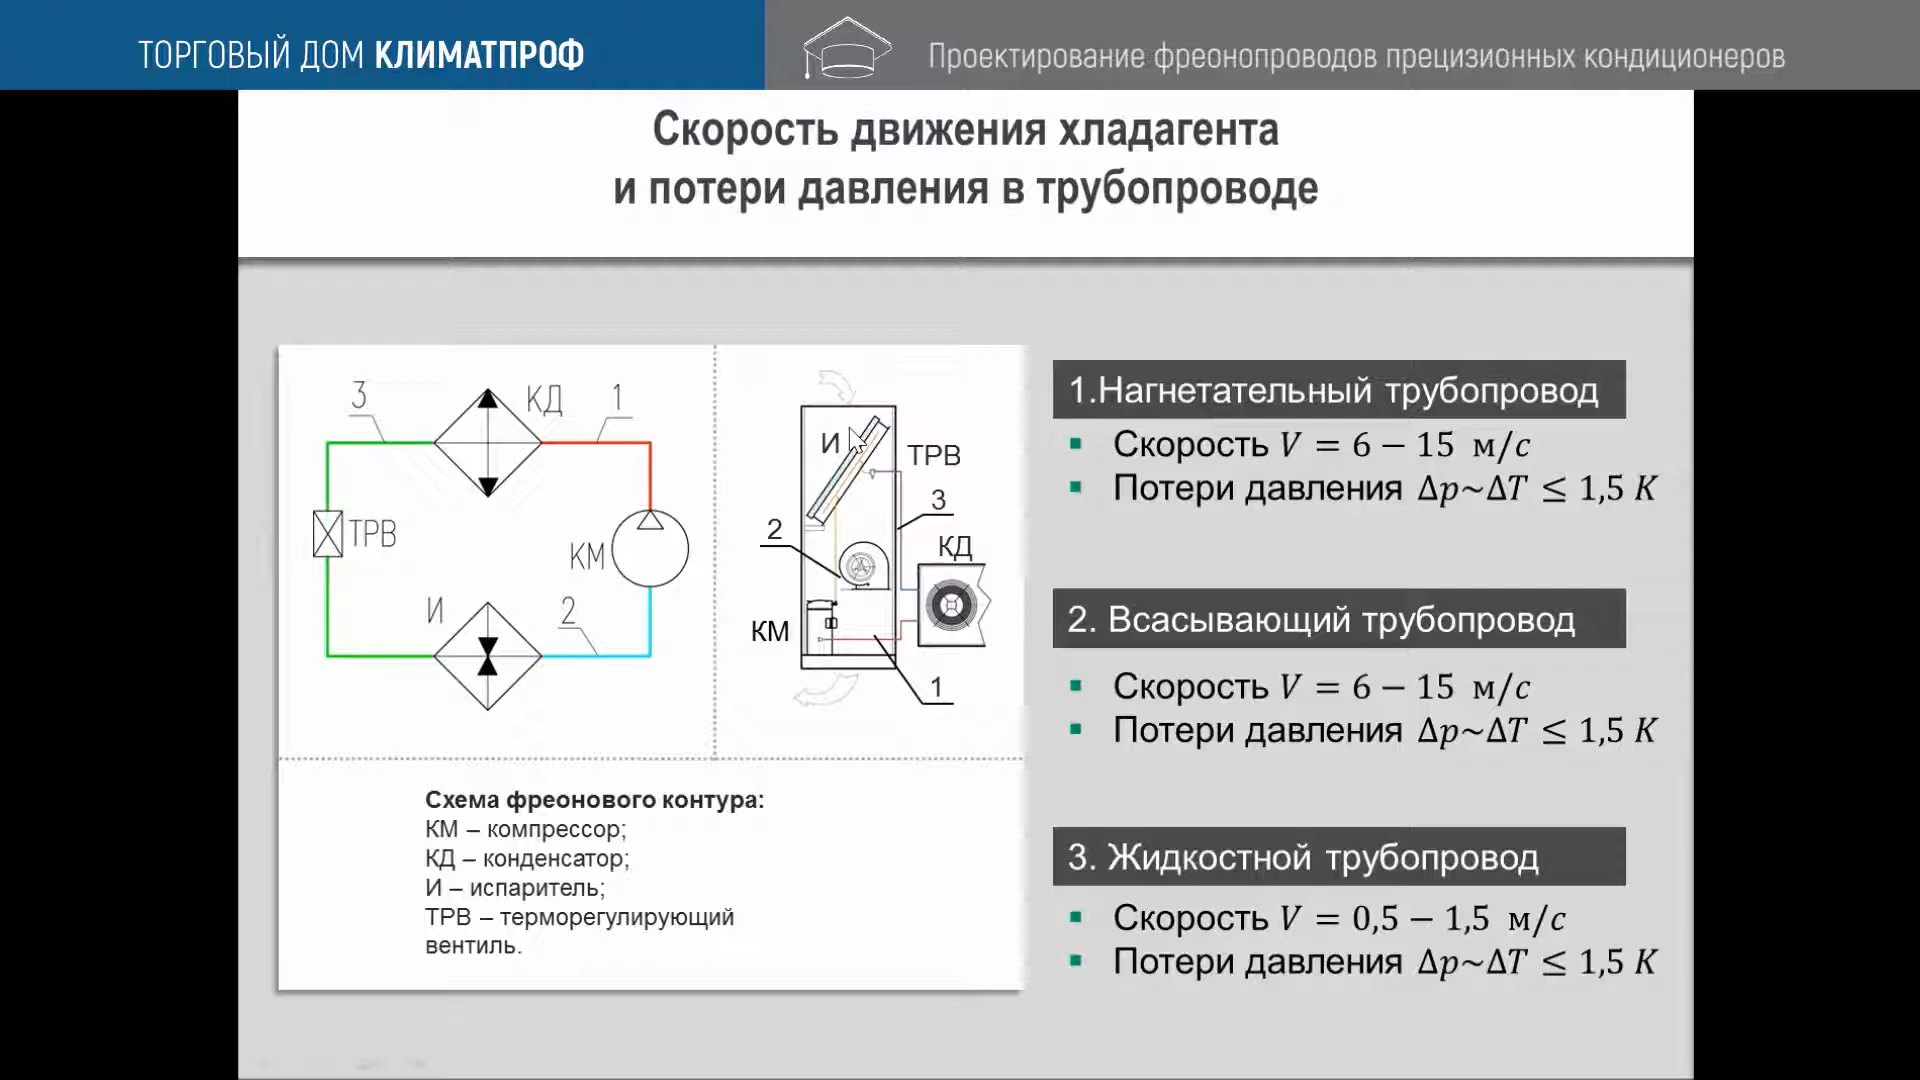 ТОРГОВЫЙ ДОМ КЛИМАТПРОФ
Проектирование фреонопроводов прецизионных кондиционеров
Скорость движения хладагента
и потери давления в трубопроводе
3
КД
1
ТРВ
КМ
И
2
И
ТРВ
3
2
КД
КМ
1
Схема фреонового контура:
КМ – компрессор;
КД – конденсатор;
И – испаритель;
ТРВ – терморегулирующий
вентиль.
1.Нагнетательный трубопровод
▪ Скорость V = 6 − 15 м/с
▪ Потери давления Δp~ΔT ≤ 1,5 K
2. Всасывающий трубопровод
▪ Скорость V = 6 − 15 м/с
▪ Потери давления Δp~ΔT ≤ 1,5 K
3. Жидкостной трубопровод
▪ Скорость V = 0,5 − 1,5 м/с
▪ Потери давления Δp~ΔT ≤ 1,5 K